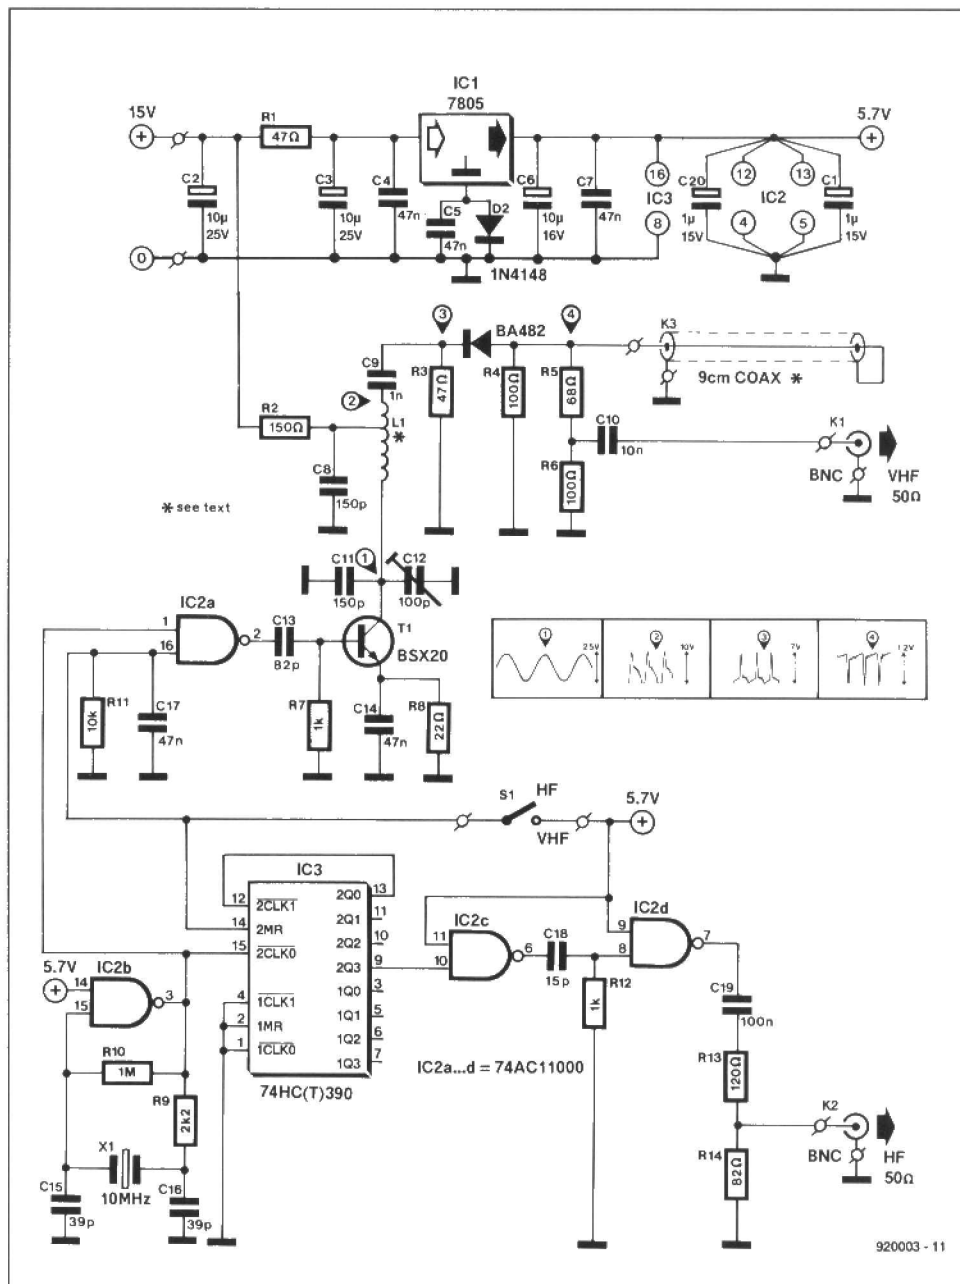 IC1
7805
15V
5.7V
R1
47Ω
C2
10µ
25V
C3
10µ
25V
C4
47n
C5
47n
D2
1N4148
C6
10µ
16V
C7
47n
16
IC3
8
C20
1µ
15V
12
13
IC2
4
5
C1
1µ
15V
0
3
BA482
4
K3
9cm COAX *
C9
1n
2
L1
*
R3
47Ω
R4
100Ω
R5
68Ω
R2
150Ω
C8
150p
R6
100Ω
C10
10n
K1
BNC
VHF
50Ω
* see text
C11
150p
1
C12
100p
IC2a
1
16
2
C13
82p
T1
BSX20
R11
10k
C17
47n
R7
1k
C14
47n
R8
22Ω
1
25V
2
10V
3
7V
4
1.2V
S1
HF
VHF
5.7V
IC3
12 2CLK1
14 2MR
15 2CLK0
4 1CLK1
2 1MR
1 1CLK0
2Q0 13
2Q1 11
2Q2 10
2Q3 9
1Q0 3
1Q1 5
1Q2 6
1Q3 7
74HC(T)390
IC2c
11
10
6
C18
15p
R12
1k
IC2d
9
8
7
C19
100n
5.7V
IC2b
14
15
3
R10
1M
R9
2k2
X1
10MHz
C15
39p
C16
39p
IC2a...d = 74AC11000
R13
120Ω
R14
82Ω
K2
BNC
HF
50Ω
920003 - 11